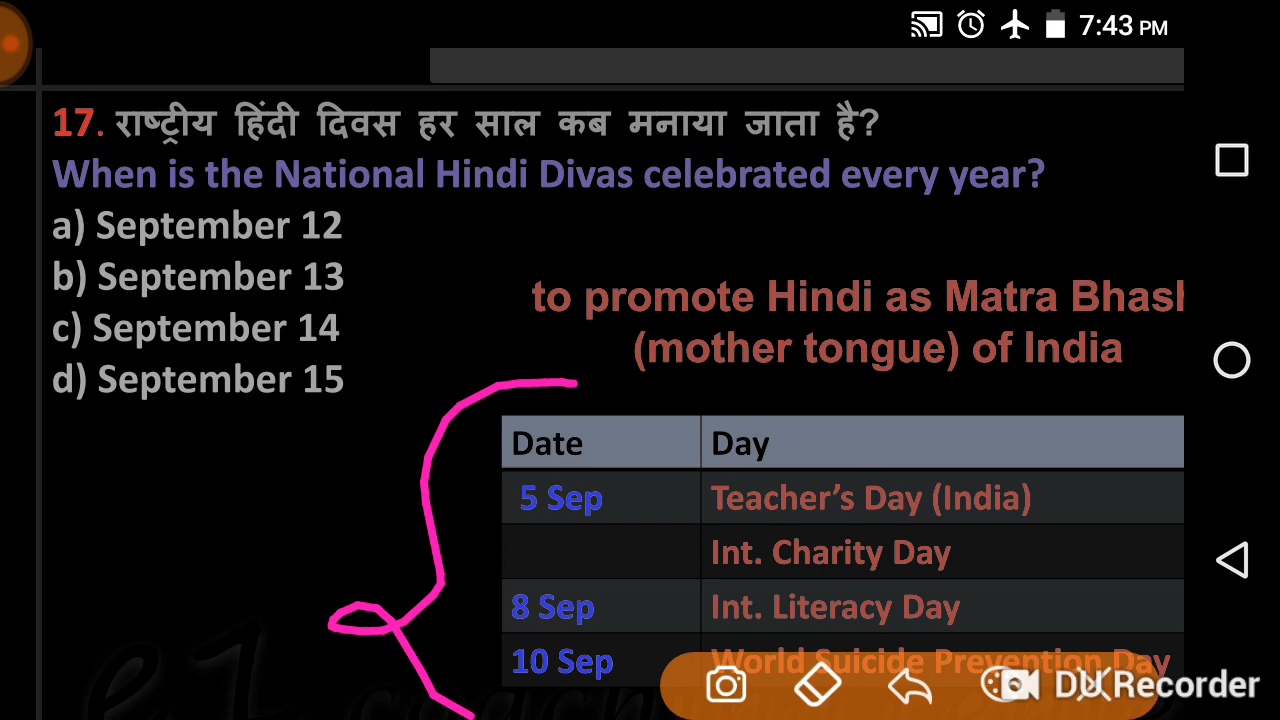 7:43 PM
17. राष्ट्रीय हिंदी दिवस हर साल कब मनाया जाता है?
When is the National Hindi Divas celebrated every year?
a) September 12
b) September 13
c) September 14
d) September 15
to promote Hindi as Matra
(mother tongue) of India
Date Day
5 Sep Teacher's Day (India)
Int. Charity Day
8 Sep Int. Literacy Day
10 Sep World Suicide Prevention Day
DU Recorder